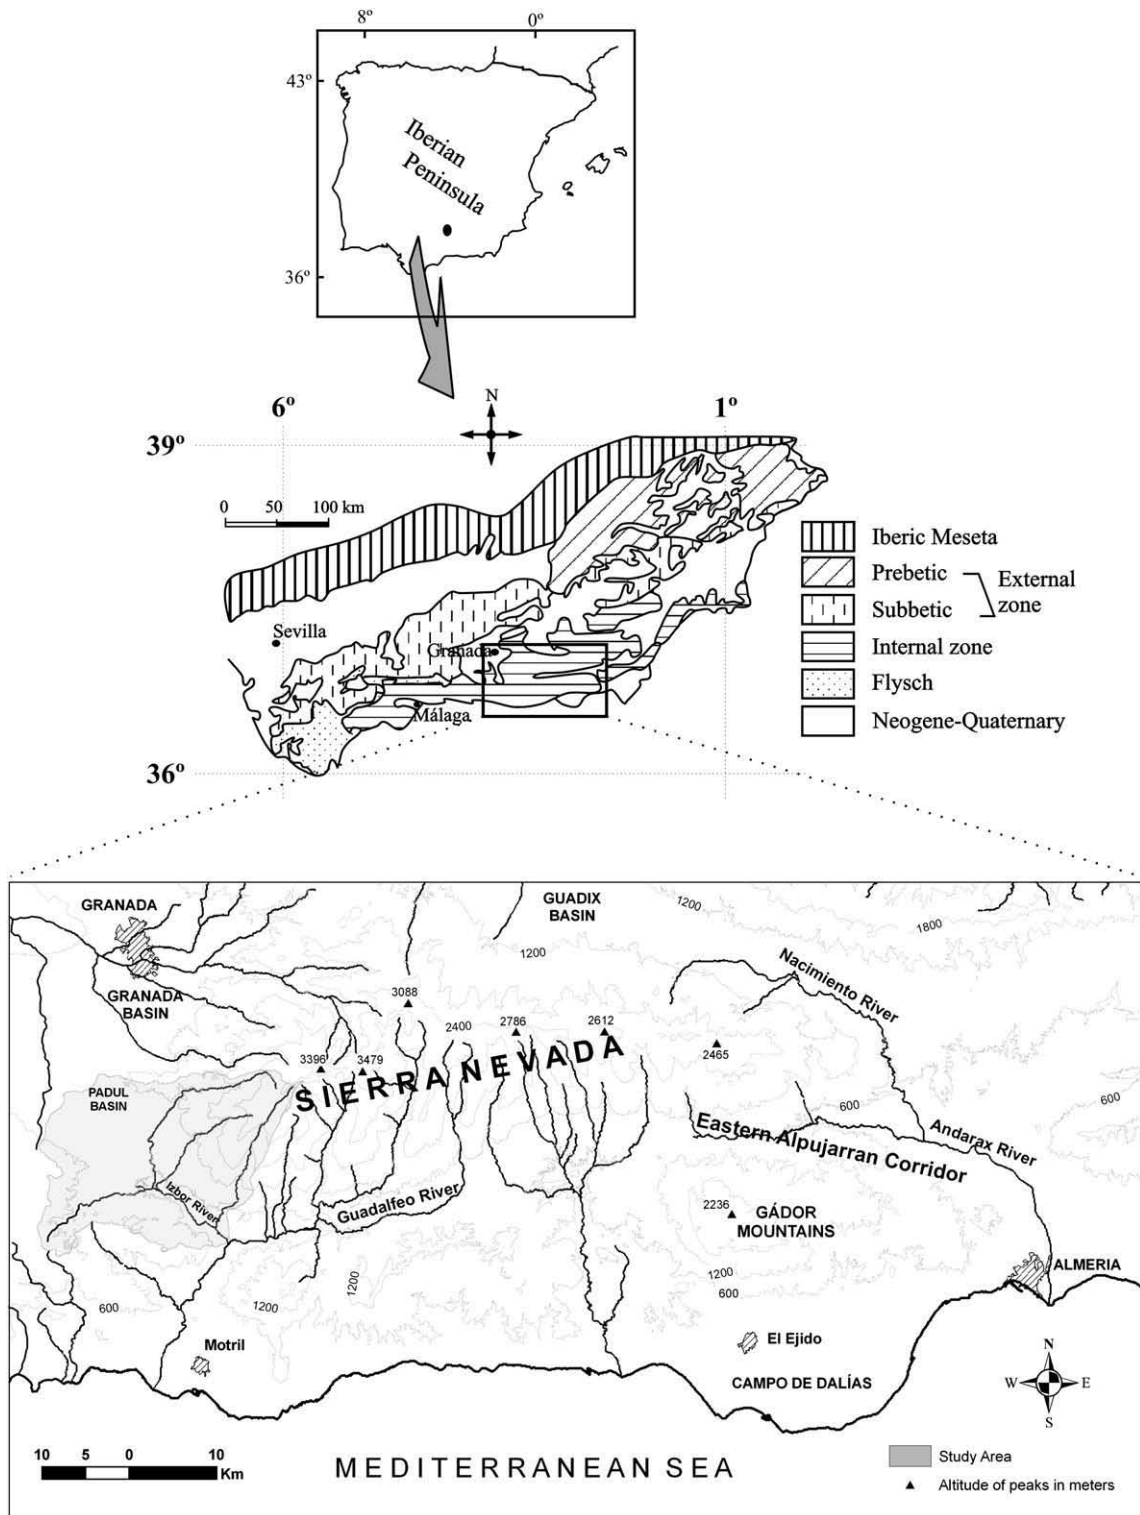 8º 0º
43º
Iberian
Peninsula
36º
N
6º 1º
39º
0 50 100 km
Iberic Meseta
Prebetic
External
zone
Subbetic
Sevilla
Granada
Internal zone
Flysch
Málaga
Neogene-Quaternary
36º
GRANADA
GUADIX
BASIN
1200
1800
1200
Nacimiento River
GRANADA
BASIN
3088
2400
2786
2612
2465
3396
3479
SIERRA NEVADA
PADUL
BASIN
600
600
Eastern Alpujarran Corridor
Andarax River
Izbor River
Guadalfeo River
2236
GÁDOR
MOUNTAINS
ALMERIA
1200
1200
600
600
1200
Motril
El Ejido
CAMPO DE DALÍAS
N
W E
S
10 5 0 10
Km
MEDITERRANEAN SEA
Study Area
Altitude of peaks in meters